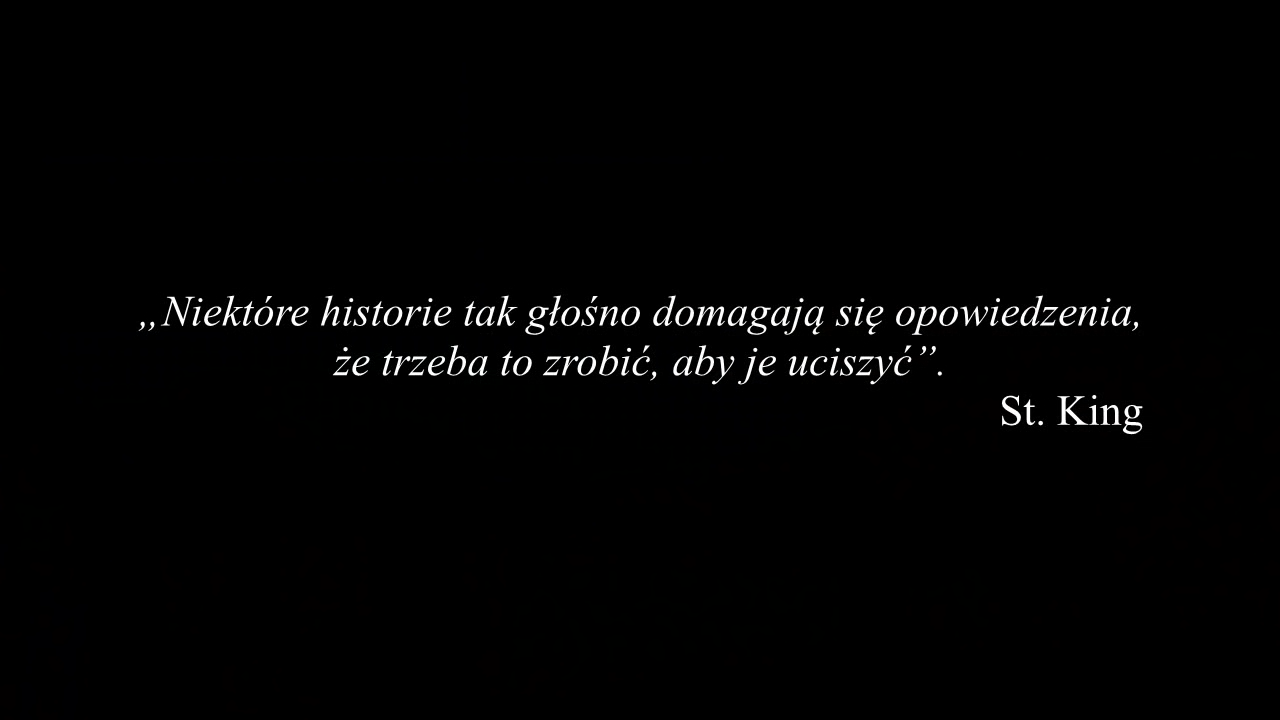 „Niektóre historie tak głośno domagają się opowiedzenia,
że trzeba to zrobić, aby je uciszyć”.
St. King